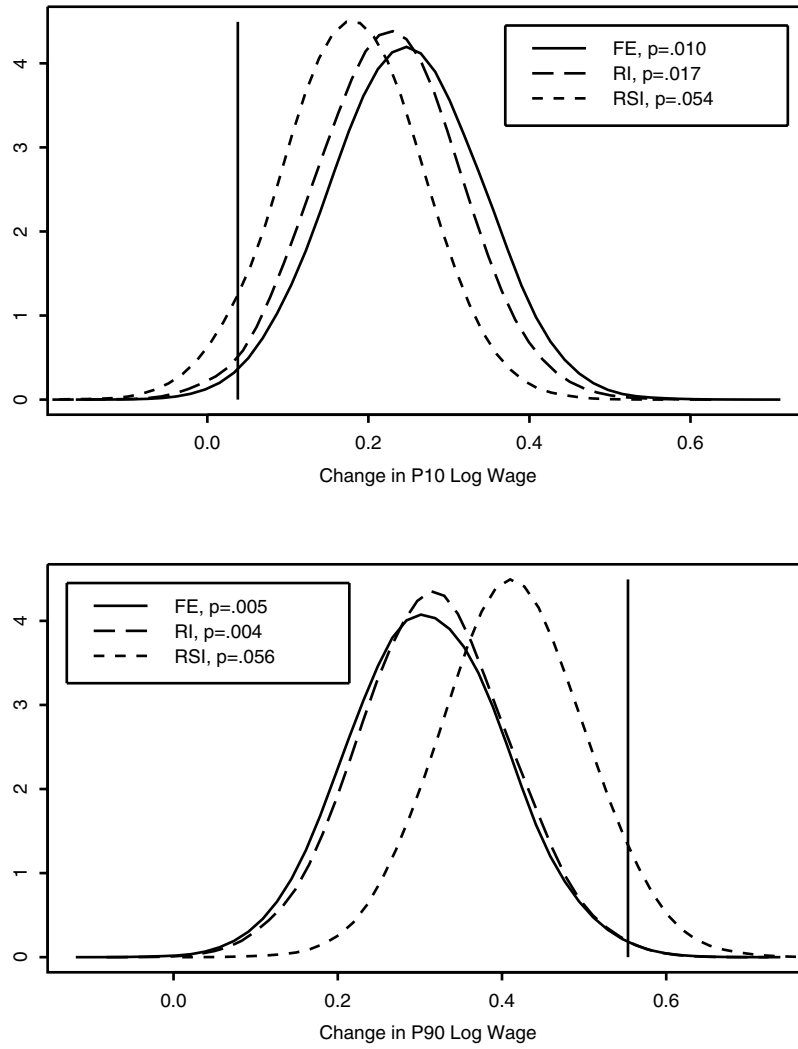 4
3
2
1
0
FE, p=.010
RI, p=.017
RSI, p=.054
0.0 0.2 0.4 0.6
Change in P10 Log Wage
4
3
2
1
0
FE, p=.005
RI, p=.004
RSI, p=.056
0.0 0.2 0.4 0.6
Change in P90 Log Wage